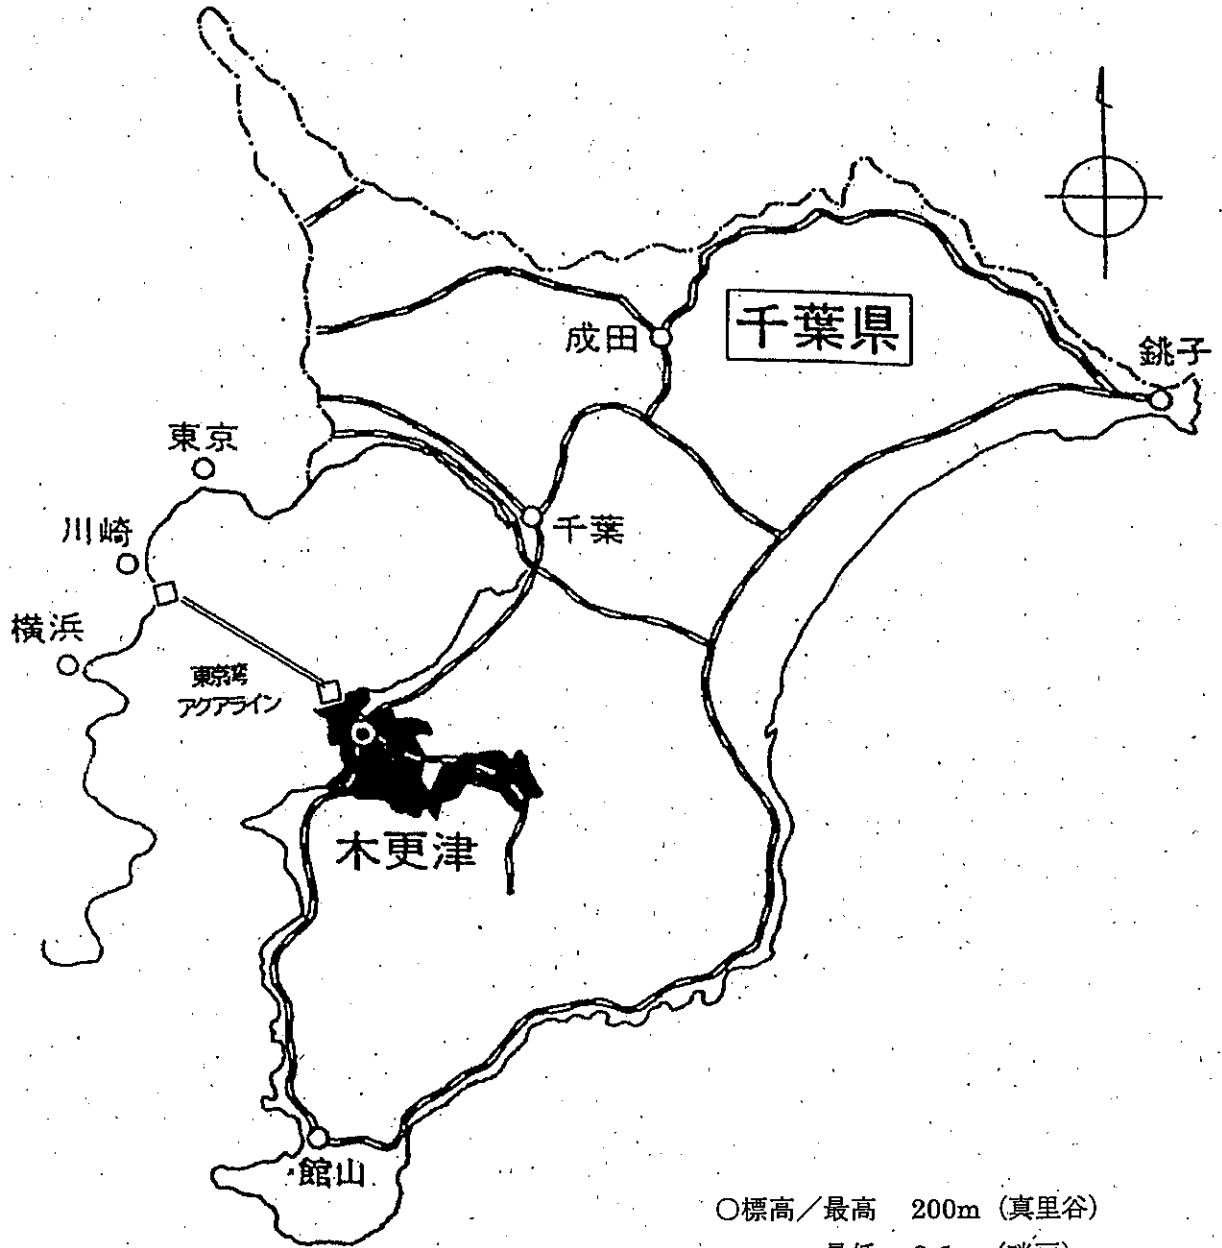 成田
千葉県
銚子
東京
川崎
千葉
横浜
東京湾
アクアライン
木更津
館山
○標高／最高 200m (真里谷)